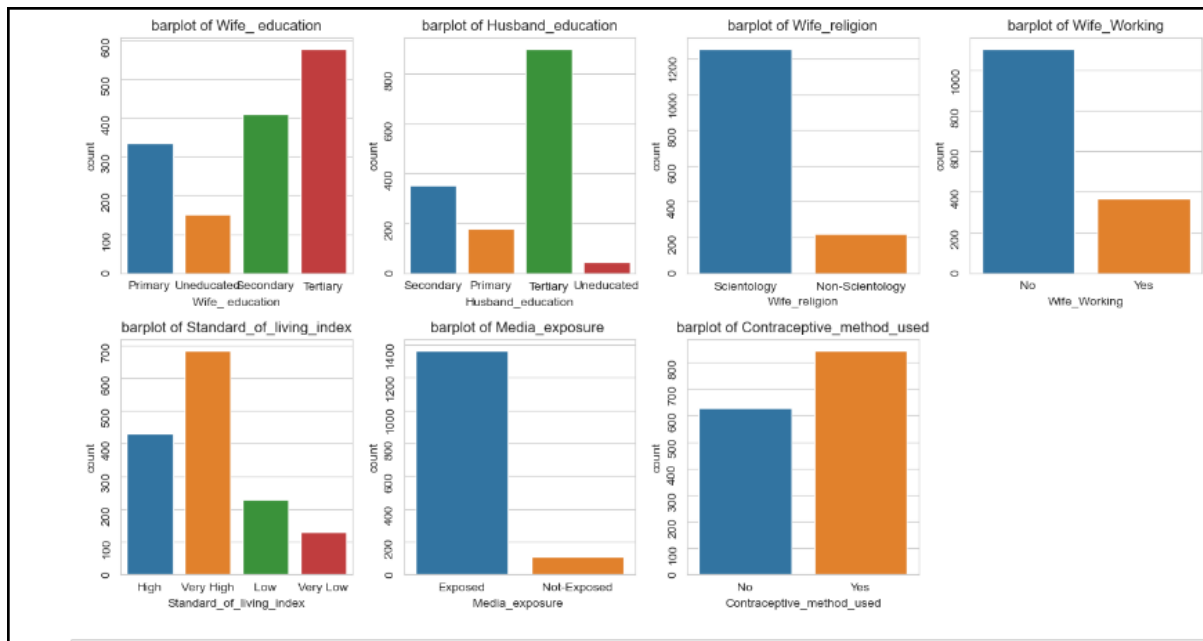 barplot of Wife_ education
600
500
400
300
200
100
0
count
Primary Uneducated Secondary Tertiary
Wife_ education
barplot of Husband_education
800
600
400
200
0
count
Secondary Primary Tertiary Uneducated
Husband_education
barplot of Wife_religion
1200
1000
800
600
400
200
0
count
Scientology Non-Scientology
Wife_religion
barplot of Wife_Working
1000
800
600
400
200
0
count
No Yes
Wife_Working
barplot of Standard_of_living_index
700
600
500
400
300
200
100
0
count
High Very High Low Very Low
Standard_of_living_index
barplot of Media_exposure
1400
1200
1000
800
600
400
200
0
count
Exposed Not-Exposed
Media_exposure
barplot of Contraceptive_method_used
800
700
600
500
400
300
200
100
0
count
No Yes
Contraceptive_method_used